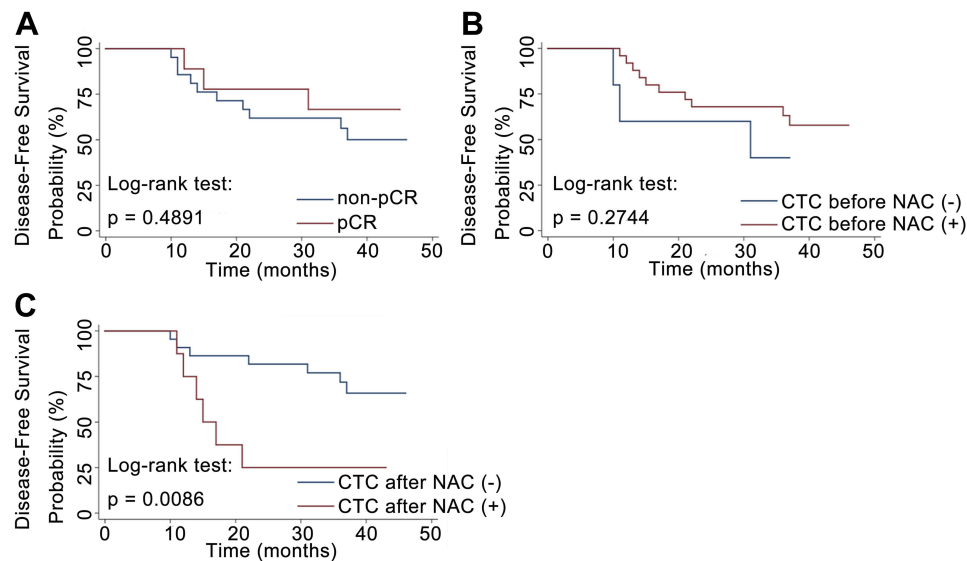 A
Disease-Free Survival
Probability (%)
100
75
50
25
0
Log-rank test:
p = 0.4891
non-pCR
pCR
0 10 20 30 40 50
Time (months)
B
Disease-Free Survival
Probability (%)
100
75
50
25
0
Log-rank test:
p = 0.2744
CTC before NAC (-)
CTC before NAC (+)
0 10 20 30 40 50
Time (months)
C
Disease-Free Survival
Probability (%)
100
75
50
25
0
Log-rank test:
p = 0.0086
CTC after NAC (-)
CTC after NAC (+)
0 10 20 30 40 50
Time (months)